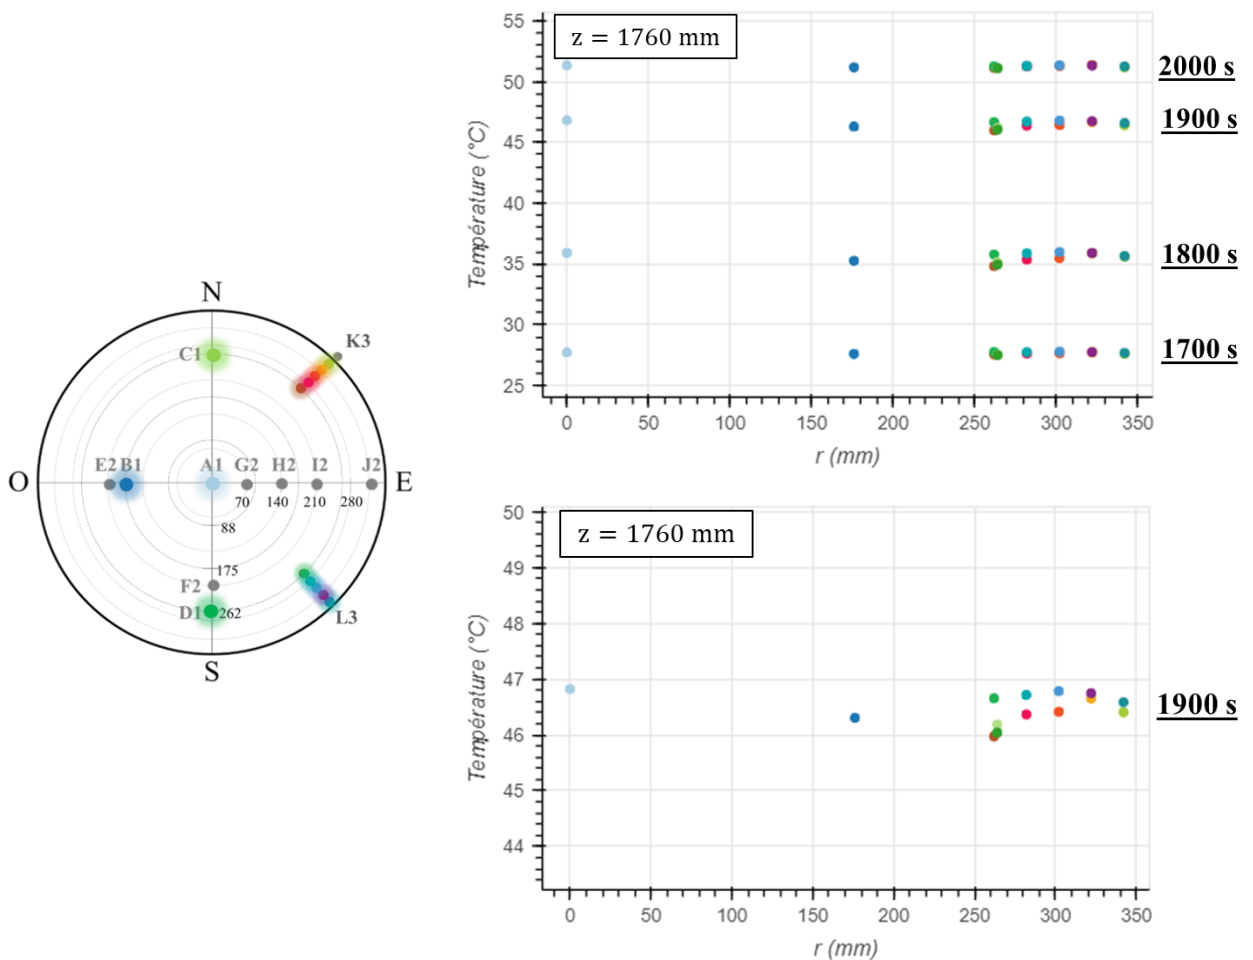 N
K3
C1
O
E2 B1 A1 G2 H2 I2 J2
E
70 140 210 280
88
175
F2
D1 262
L3
S
z = 1760 mm
55
50
45
40
35
30
25
Température (°C)
0 50 100 150 200 250 300 350
r (mm)
2000 s
1900 s
1800 s
1700 s
z = 1760 mm
50
49
48
47
46
45
44
Température (°C)
0 50 100 150 200 250 300 350
r (mm)
1900 s